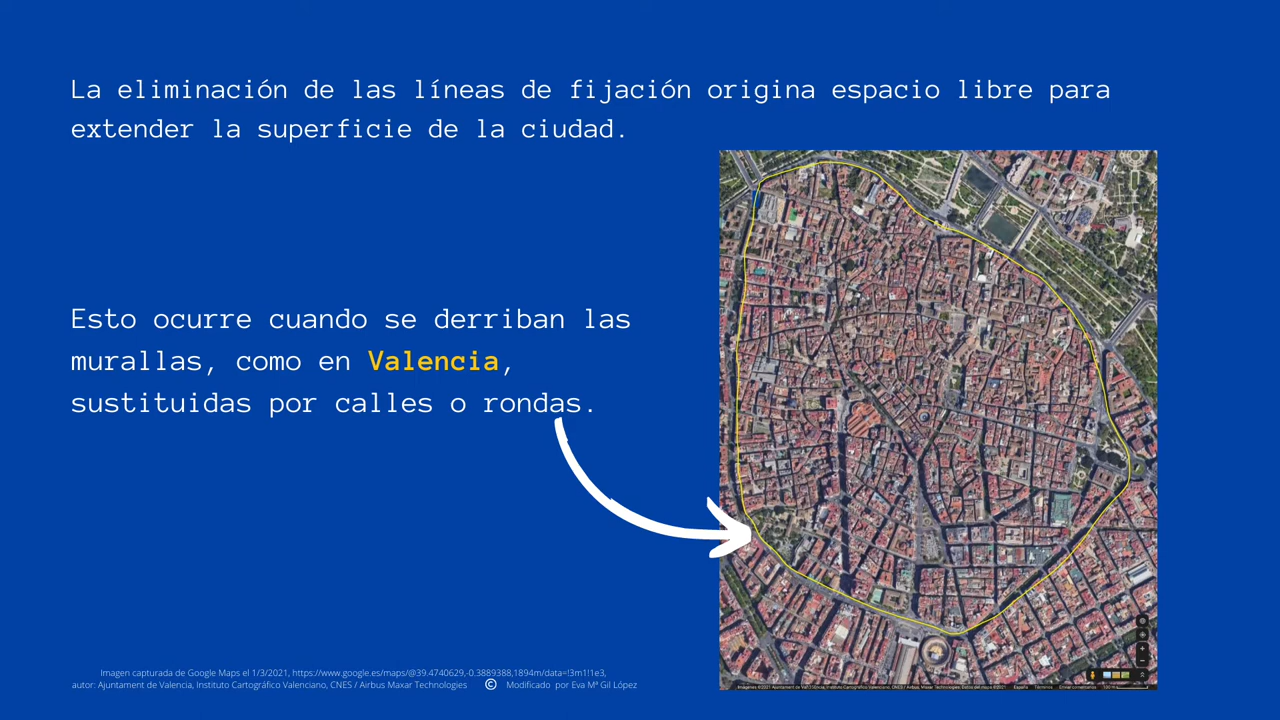 La eliminación de las líneas de fijación origina espacio libre para
extender la superficie de la ciudad.
Esto ocurre cuando se derriban las
murallas, como en Valencia,
sustituidas por calles o rondas.
Imagen capturada de Google Maps el 1/3/2021, https://www.google.es/maps/@39.4740629,-0.3889388,1894m/data=!3m1!1e3,
autor: Ajuntament de Valencia, Instituto Cartográfico Valenciano, CNES / Airbus Maxar Technologies © Modificado por Eva Mª Gil López